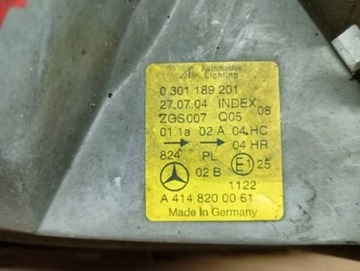 Automotive
Lighting
0 301 189 201
27.07.04 INDEX 08
ZGS007 Q05
01 1a 02 A 04 HC
04 HR
824 PL E1 25
02 B
1122
A 414 820 00 61
Made in Germany